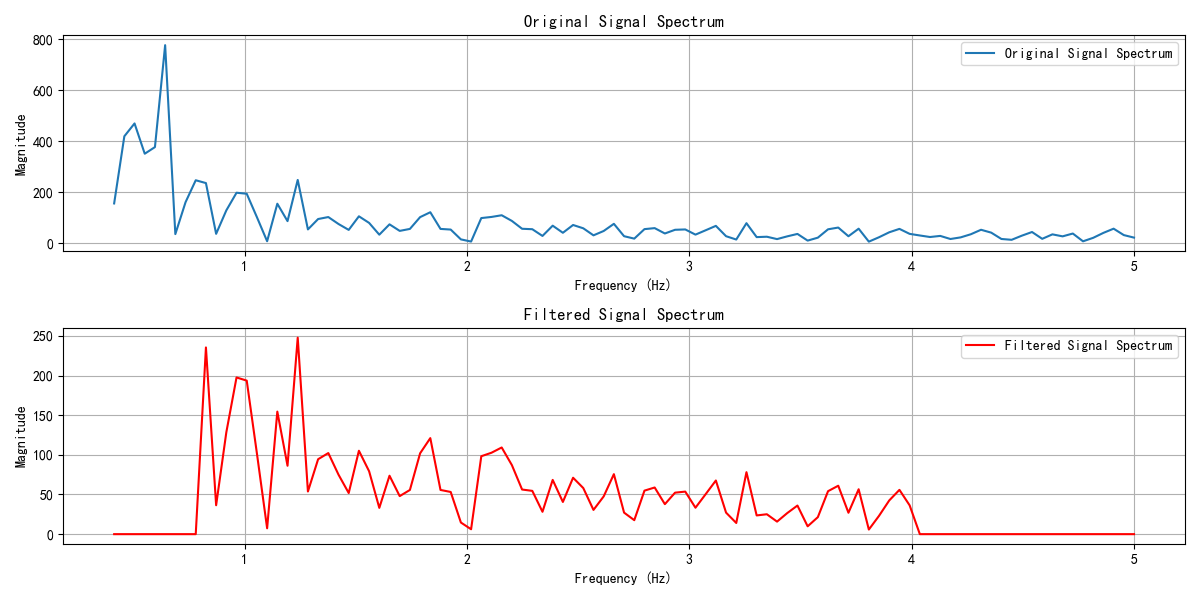 Original Signal Spectrum
800
600
400
200
0
Magnitude
Original Signal Spectrum
1
2
3
4
5
Frequency (Hz)
Filtered Signal Spectrum
250
200
150
100
50
0
Magnitude
Filtered Signal Spectrum
1
2
3
4
5
Frequency (Hz)